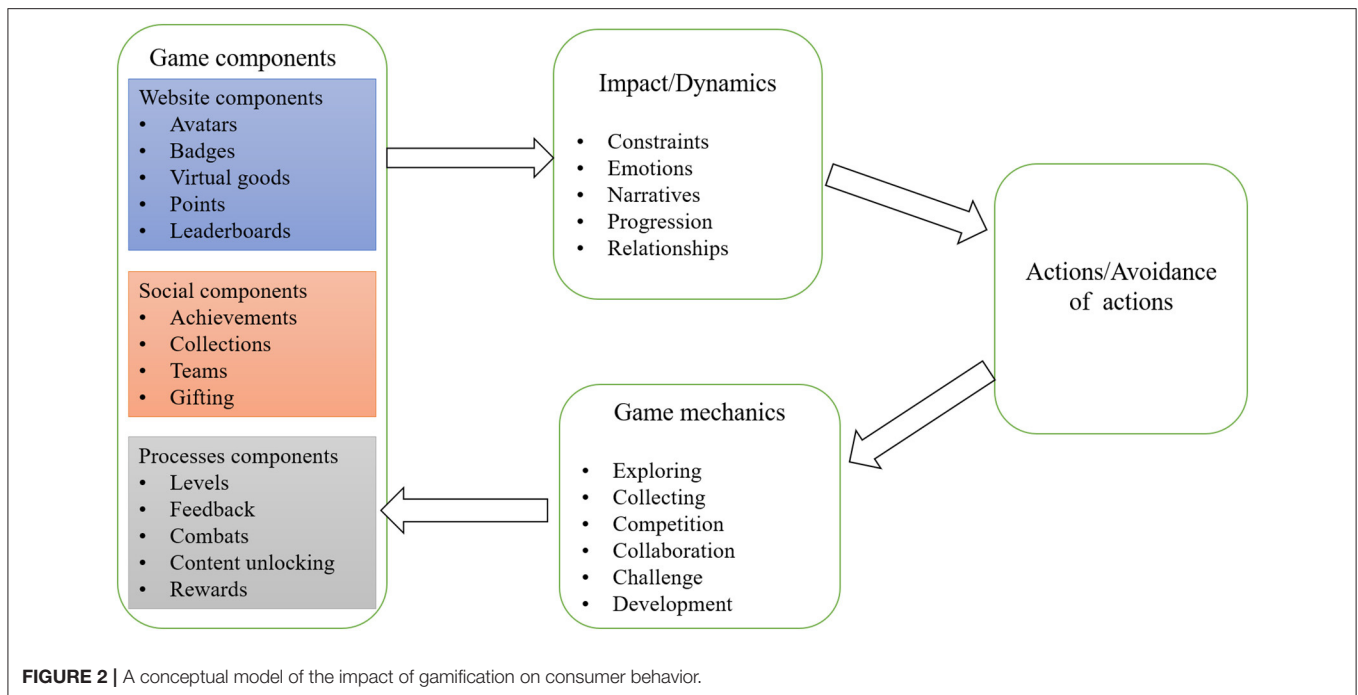 Game components
Website components
• Avatars
• Badges
• Virtual goods
• Points
• Leaderboards
Social components
• Achievements
• Collections
• Teams
• Gifting
Processes components
• Levels
• Feedback
• Combats
• Content unlocking
• Rewards
Impact/Dynamics
• Constraints
• Emotions
• Narratives
• Progression
• Relationships
Actions/Avoidance
of actions
Game mechanics
• Exploring
• Collecting
• Competition
• Collaboration
• Challenge
• Development
FIGURE 2 | A conceptual model of the impact of gamification on consumer behavior.